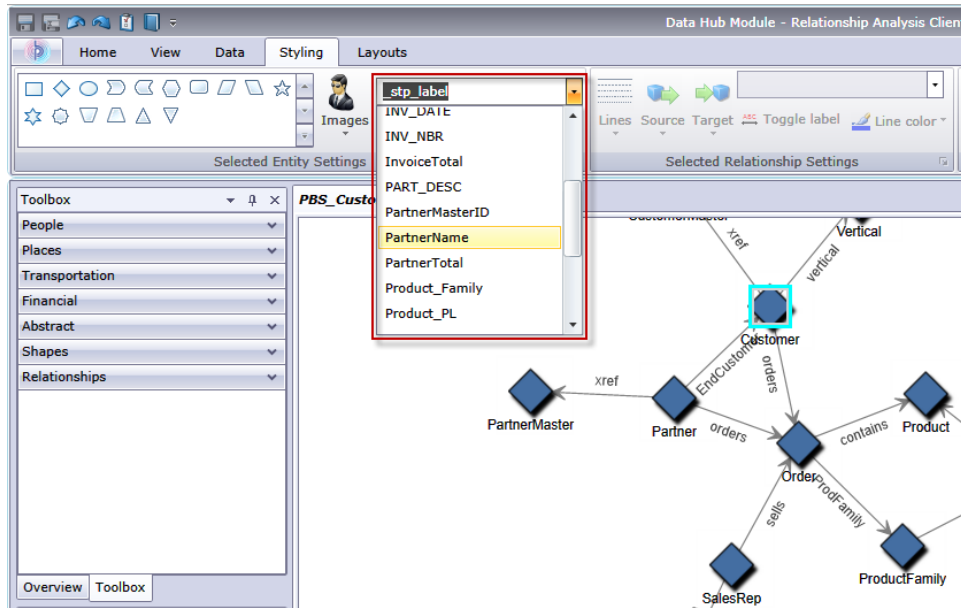 Data Hub Module - Relationship Analysis Clien
Home View Data Styling Layouts
_stp_label
INV_DATE
INV_NBR
InvoiceTotal
PART_DESC
PartnerMasterID
PartnerName
PartnerTotal
Product_Family
Product_PL
Images
Selected Entity Settings
Lines Source Target ABC Toggle label Line color
Selected Relationship Settings
Toolbox
People
Places
Transportation
Financial
Abstract
Shapes
Relationships
Overview Toolbox
PBS_Custo
CustomerMaster
xref
Vertical
vertical
Customer
EndCustome
orders
xref
PartnerMaster
Partner
orders
contains
Product
Order
ProdFamily
sells
ProductFamily
SalesRep